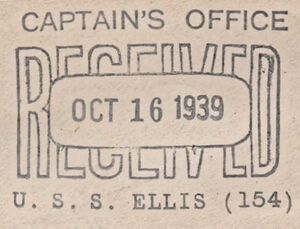 CAPTAIN'S OFFICE
RECEIVED
OCT 16 1939
U. S. S. ELLIS (154)